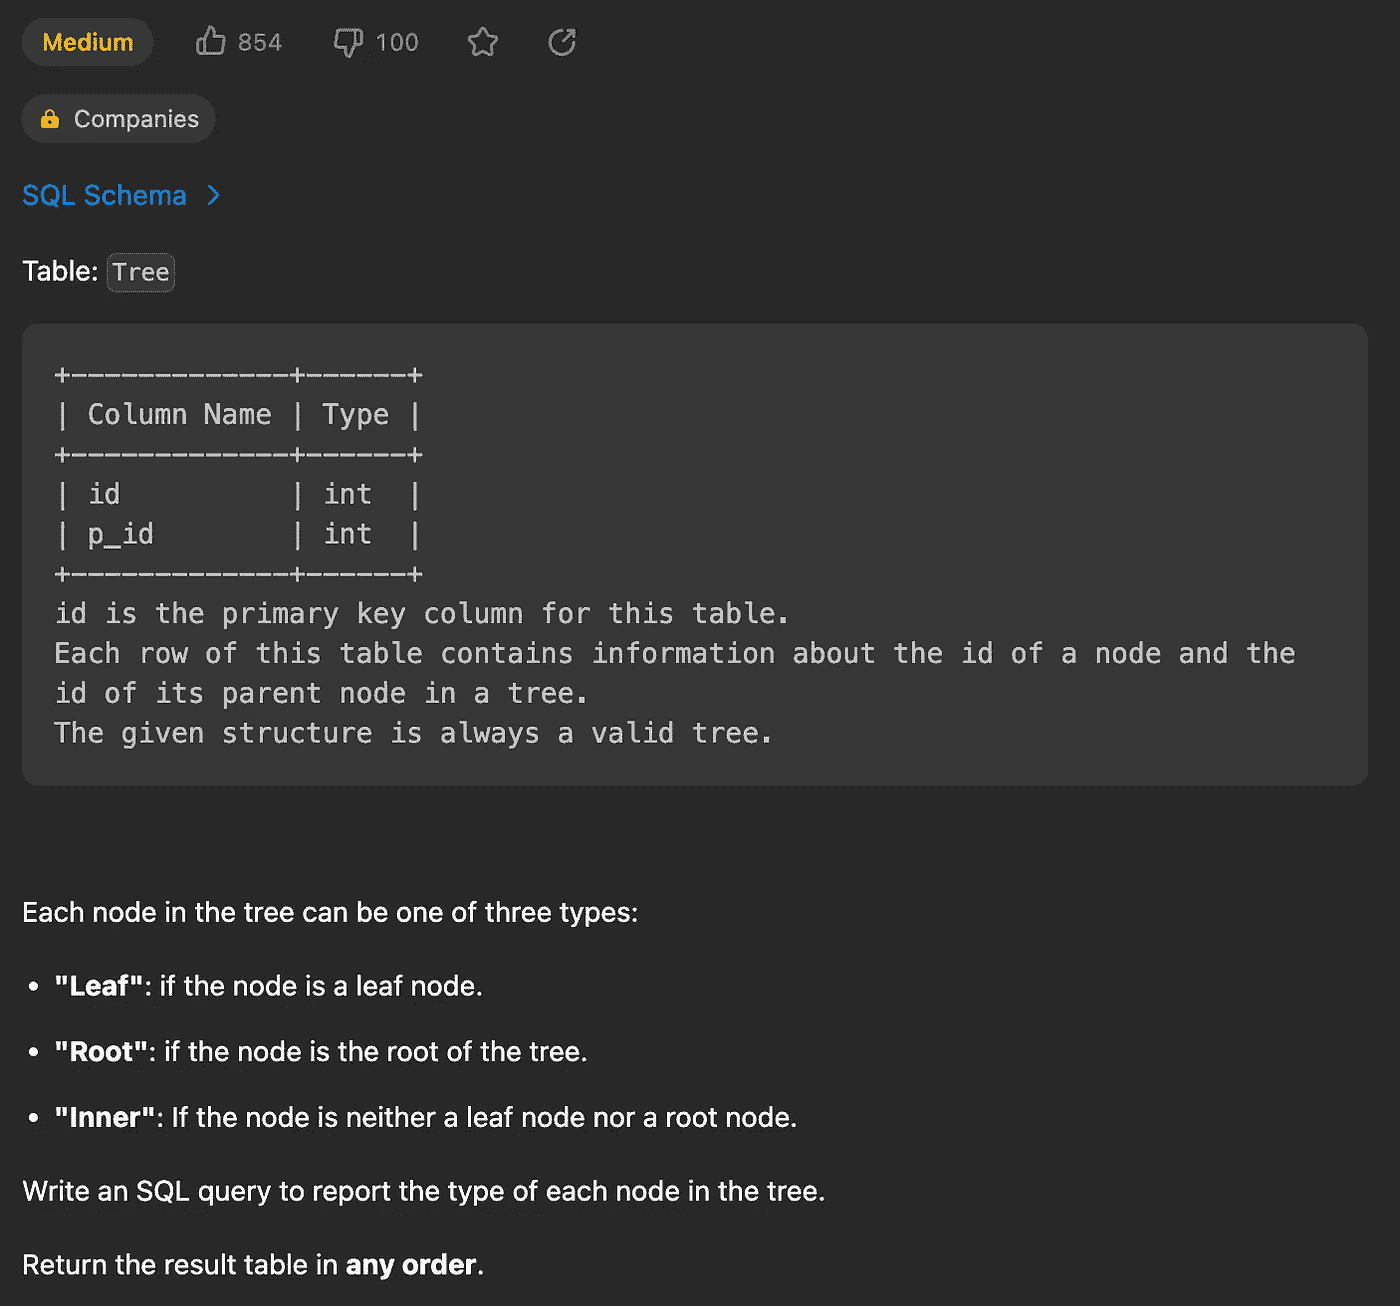 Medium 854 100
Companies
SQL Schema >
Table: Tree
+-------------+------+
| Column Name | Type |
+-------------+------+
| id          | int  |
| p_id        | int  |
+-------------+------+
id is the primary key column for this table.
Each row of this table contains information about the id of a node and the
id of its parent node in a tree.
The given structure is always a valid tree.
Each node in the tree can be one of three types:
• "Leaf": if the node is a leaf node.
• "Root": if the node is the root of the tree.
• "Inner": If the node is neither a leaf node nor a root node.
Write an SQL query to report the type of each node in the tree.
Return the result table in any order.